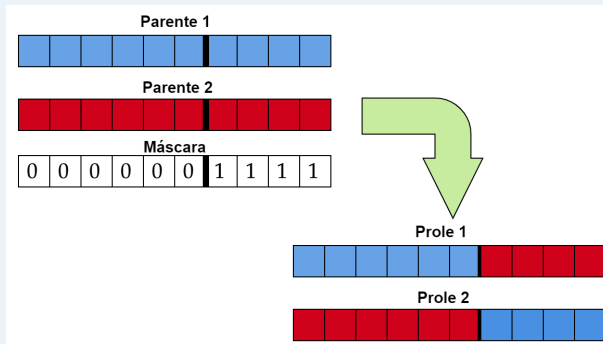 Parente 1
Parente 2
Máscara
0 0 0 0 0 0 1 1 1 1
Prole 1
Prole 2